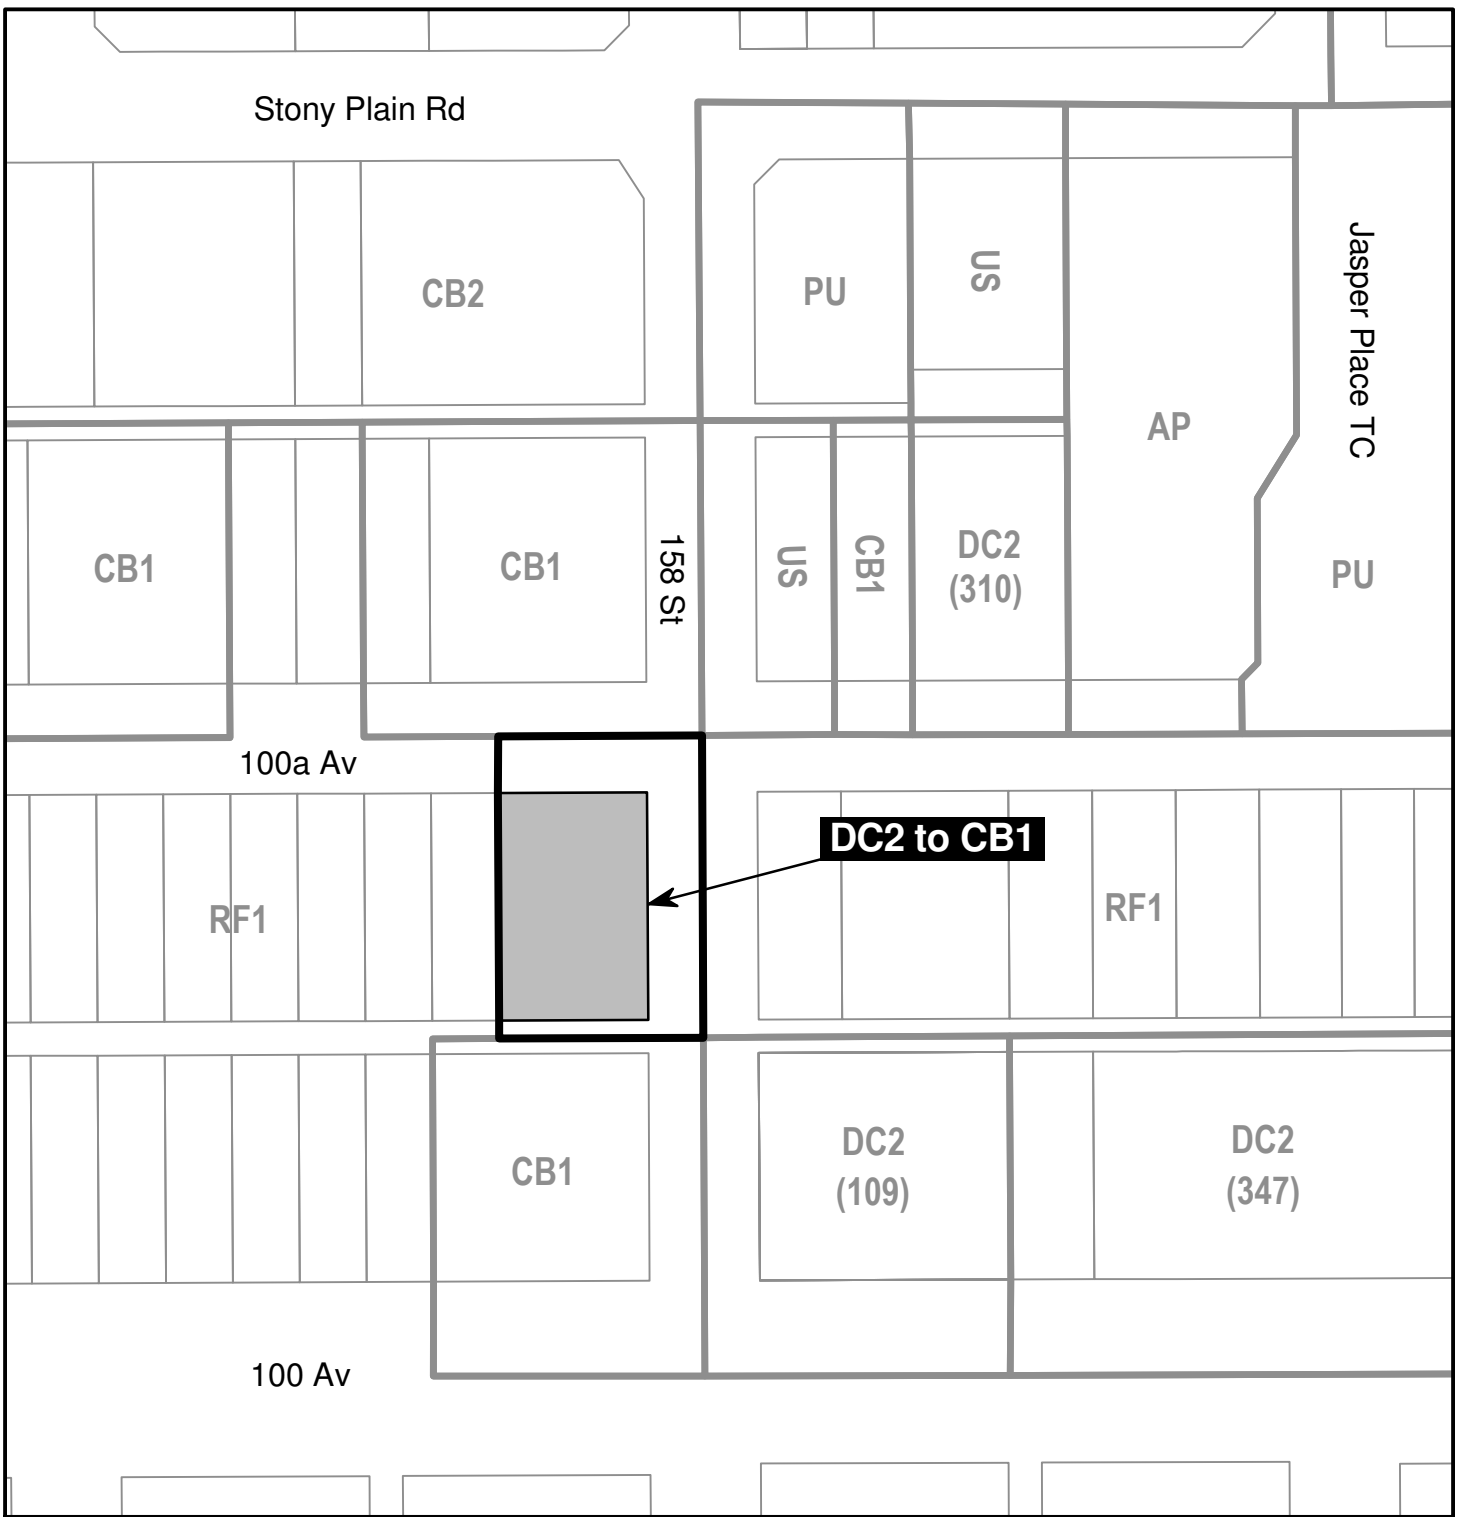 Stony Plain Rd
CB2
PU
US
Jasper Place TC
AP
CB1
CB1
158 St
US
CB1
DC2
(310)
PU
100a Av
DC2 to CB1
RF1
RF1
CB1
DC2
(109)
DC2
(347)
100 Av